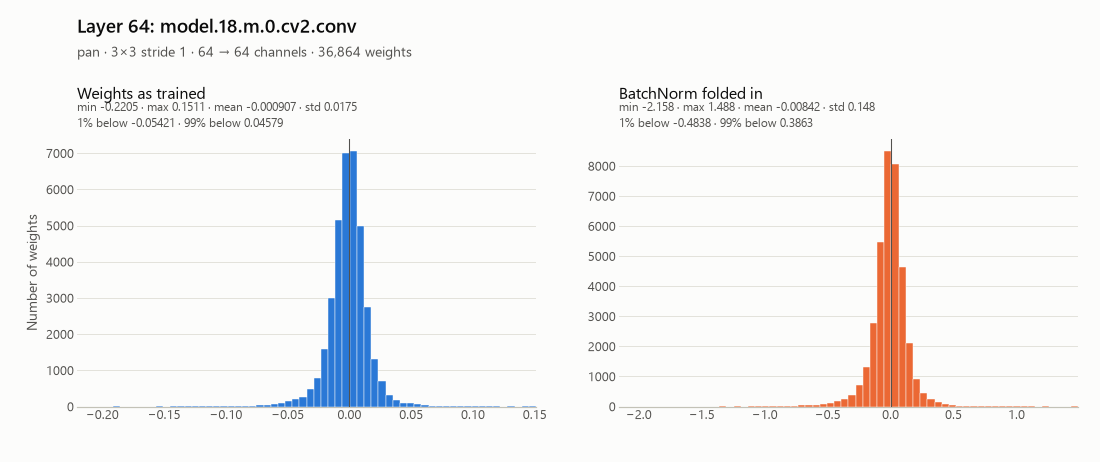 Layer 64: model.18.m.0.cv2.conv
pan · 3×3 stride 1 · 64 → 64 channels · 36,864 weights
Weights as trained
min -0.2205 · max 0.1511 · mean -0.000907 · std 0.0175
1% below -0.05421 · 99% below 0.04579
7000
6000
5000
4000
3000
2000
1000
0
Number of weights
−0.20 −0.15 −0.10 −0.05 0.00 0.05 0.10 0.15
BatchNorm folded in
min -2.158 · max 1.488 · mean -0.00842 · std 0.148
1% below -0.4838 · 99% below 0.3863
8000
7000
6000
5000
4000
3000
2000
1000
0
−2.0 −1.5 −1.0 −0.5 0.0 0.5 1.0